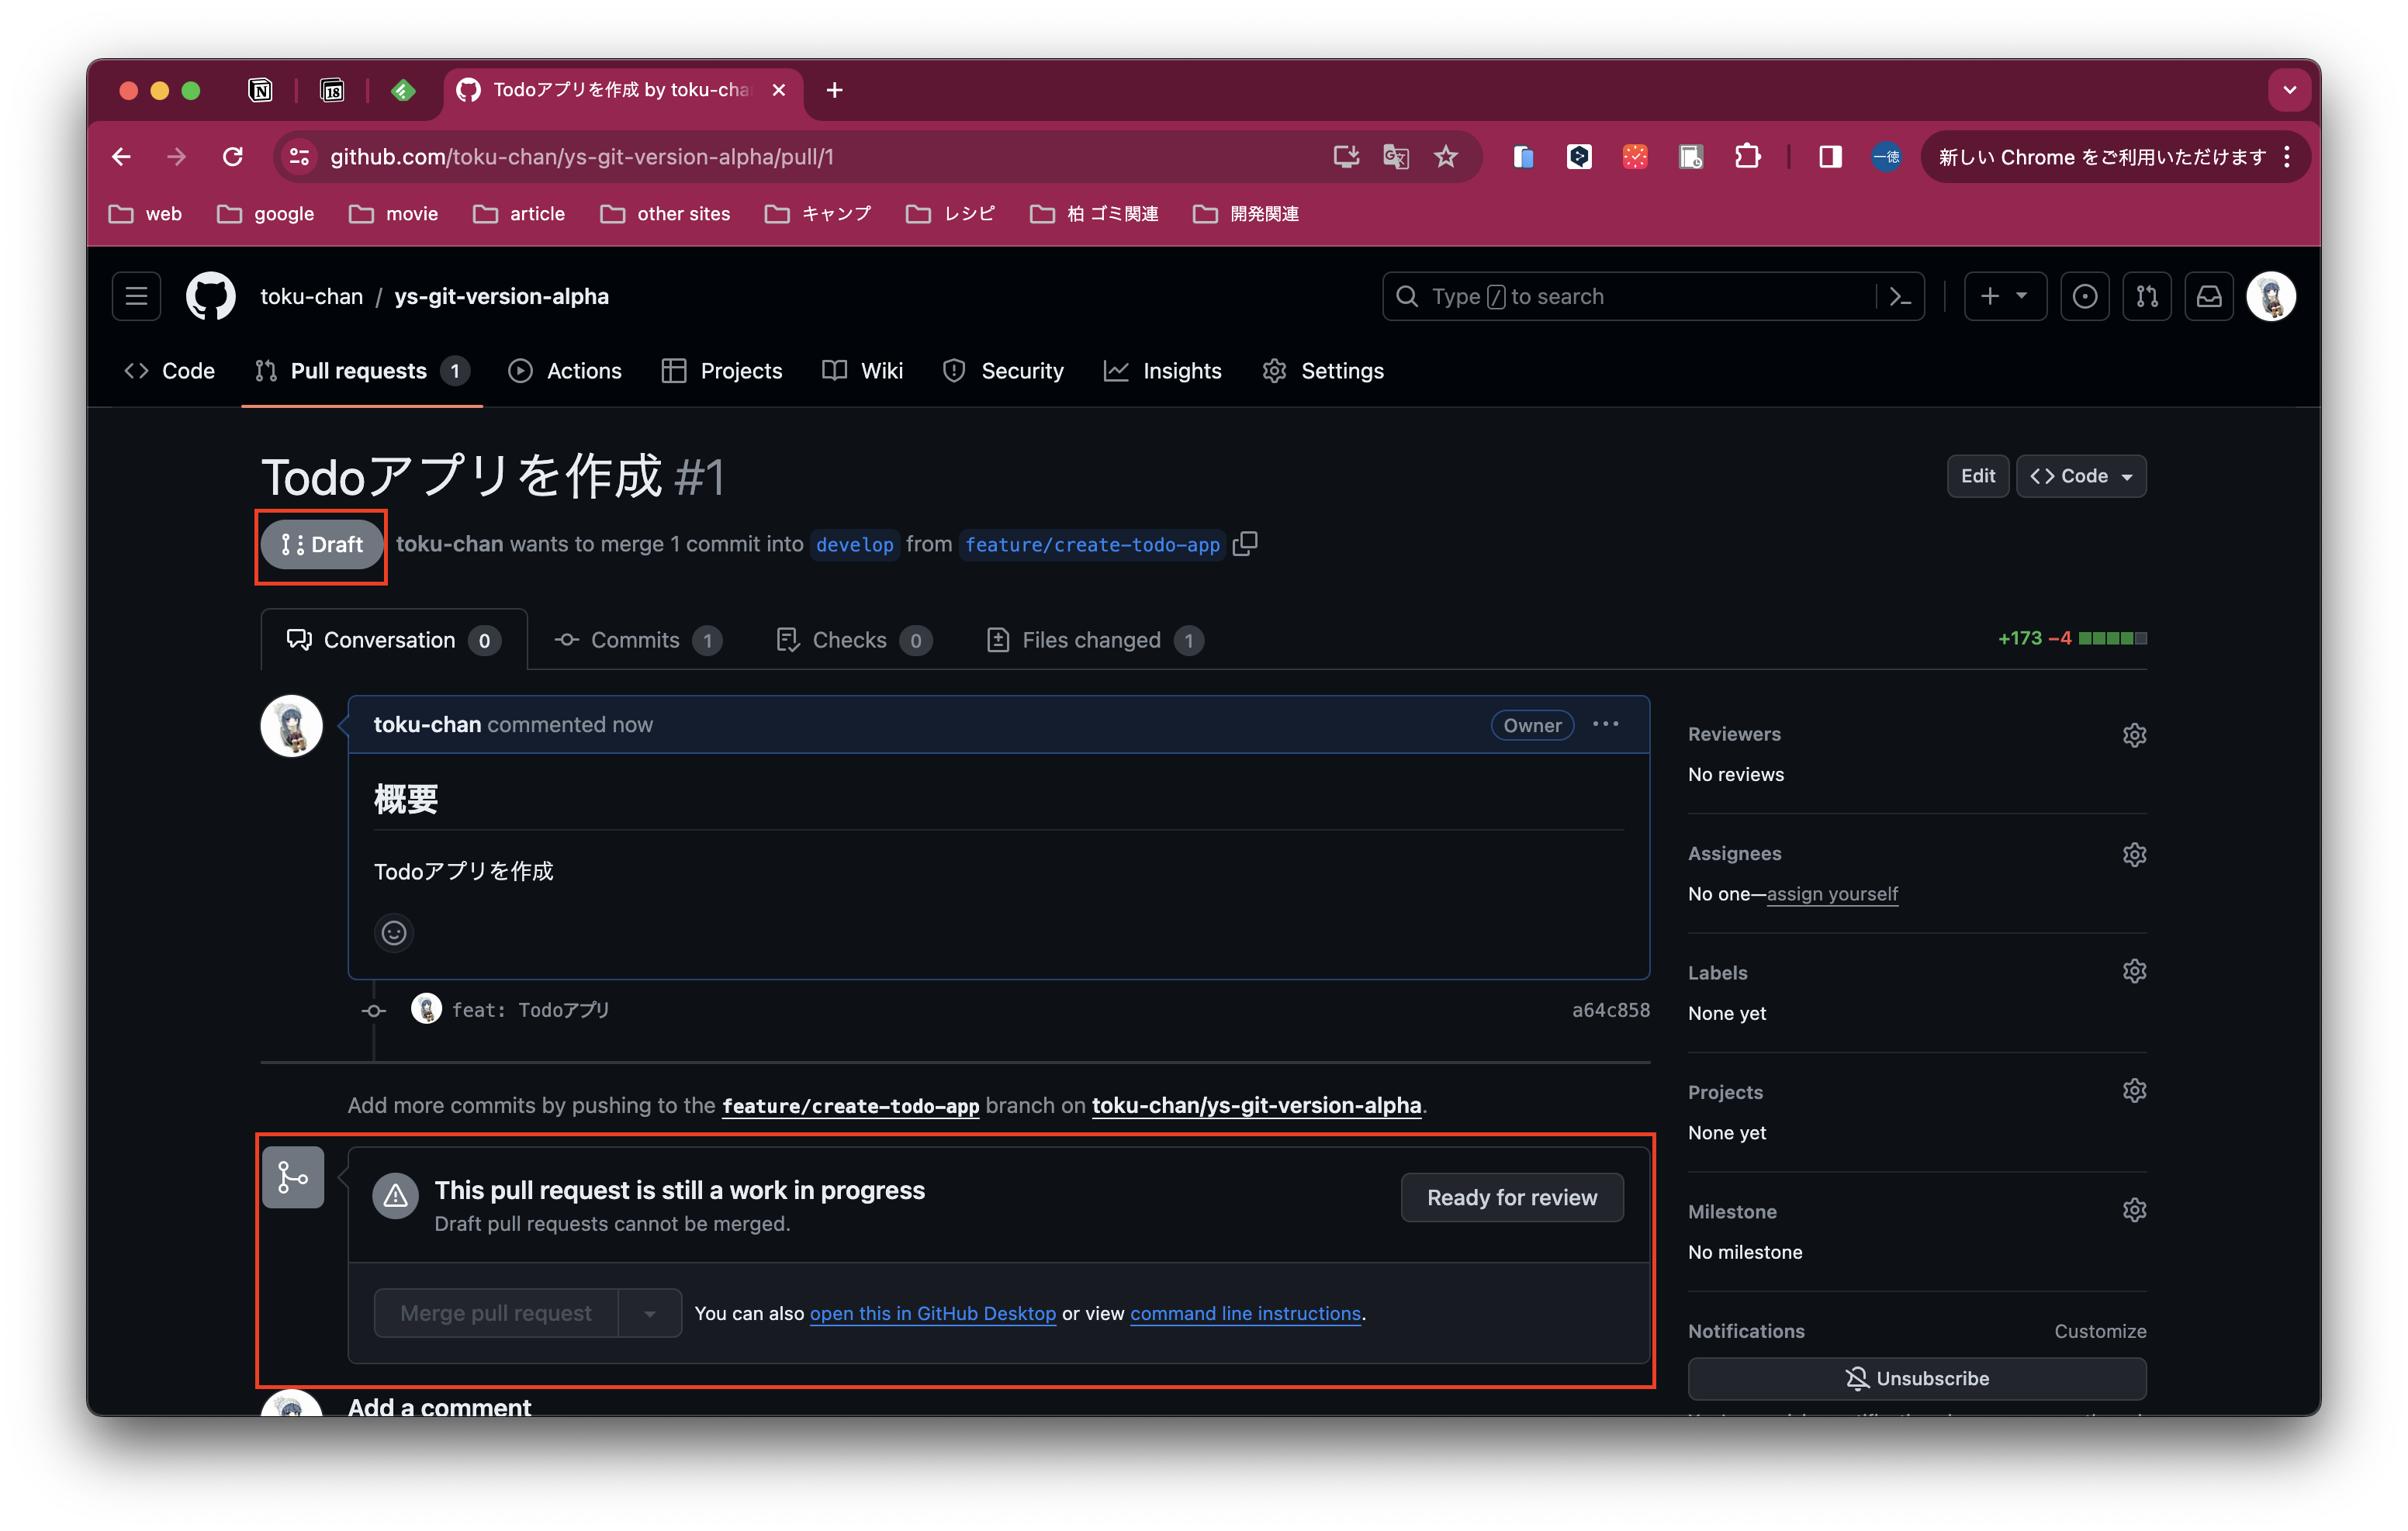 Todoアプリを作成 by toku-cha
github.com/toku-chan/ys-git-version-alpha/pull/1
一徳
新しい Chrome をご利用いただけます
web
google
movie
article
other sites
キャンプ
レシピ
柏 ゴミ関連
開発関連
toku-chan / ys-git-version-alpha
Type / to search
Code
Pull requests 1
Actions
Projects
Wiki
Security
Insights
Settings
Todoアプリを作成 #1
Edit
Code
Draft
toku-chan wants to merge 1 commit into develop from feature/create-todo-app
Conversation 0
Commits 1
Checks 0
Files changed 1
+173 −4
toku-chan commented now
Owner
概要
Todoアプリを作成
feat: Todoアプリ
a64c858
Add more commits by pushing to the feature/create-todo-app branch on toku-chan/ys-git-version-alpha.
This pull request is still a work in progress
Draft pull requests cannot be merged.
Ready for review
Merge pull request
You can also open this in GitHub Desktop or view command line instructions.
Add a comment
Reviewers
No reviews
Assignees
No one—assign yourself
Labels
None yet
Projects
None yet
Milestone
No milestone
Notifications
Customize
Unsubscribe